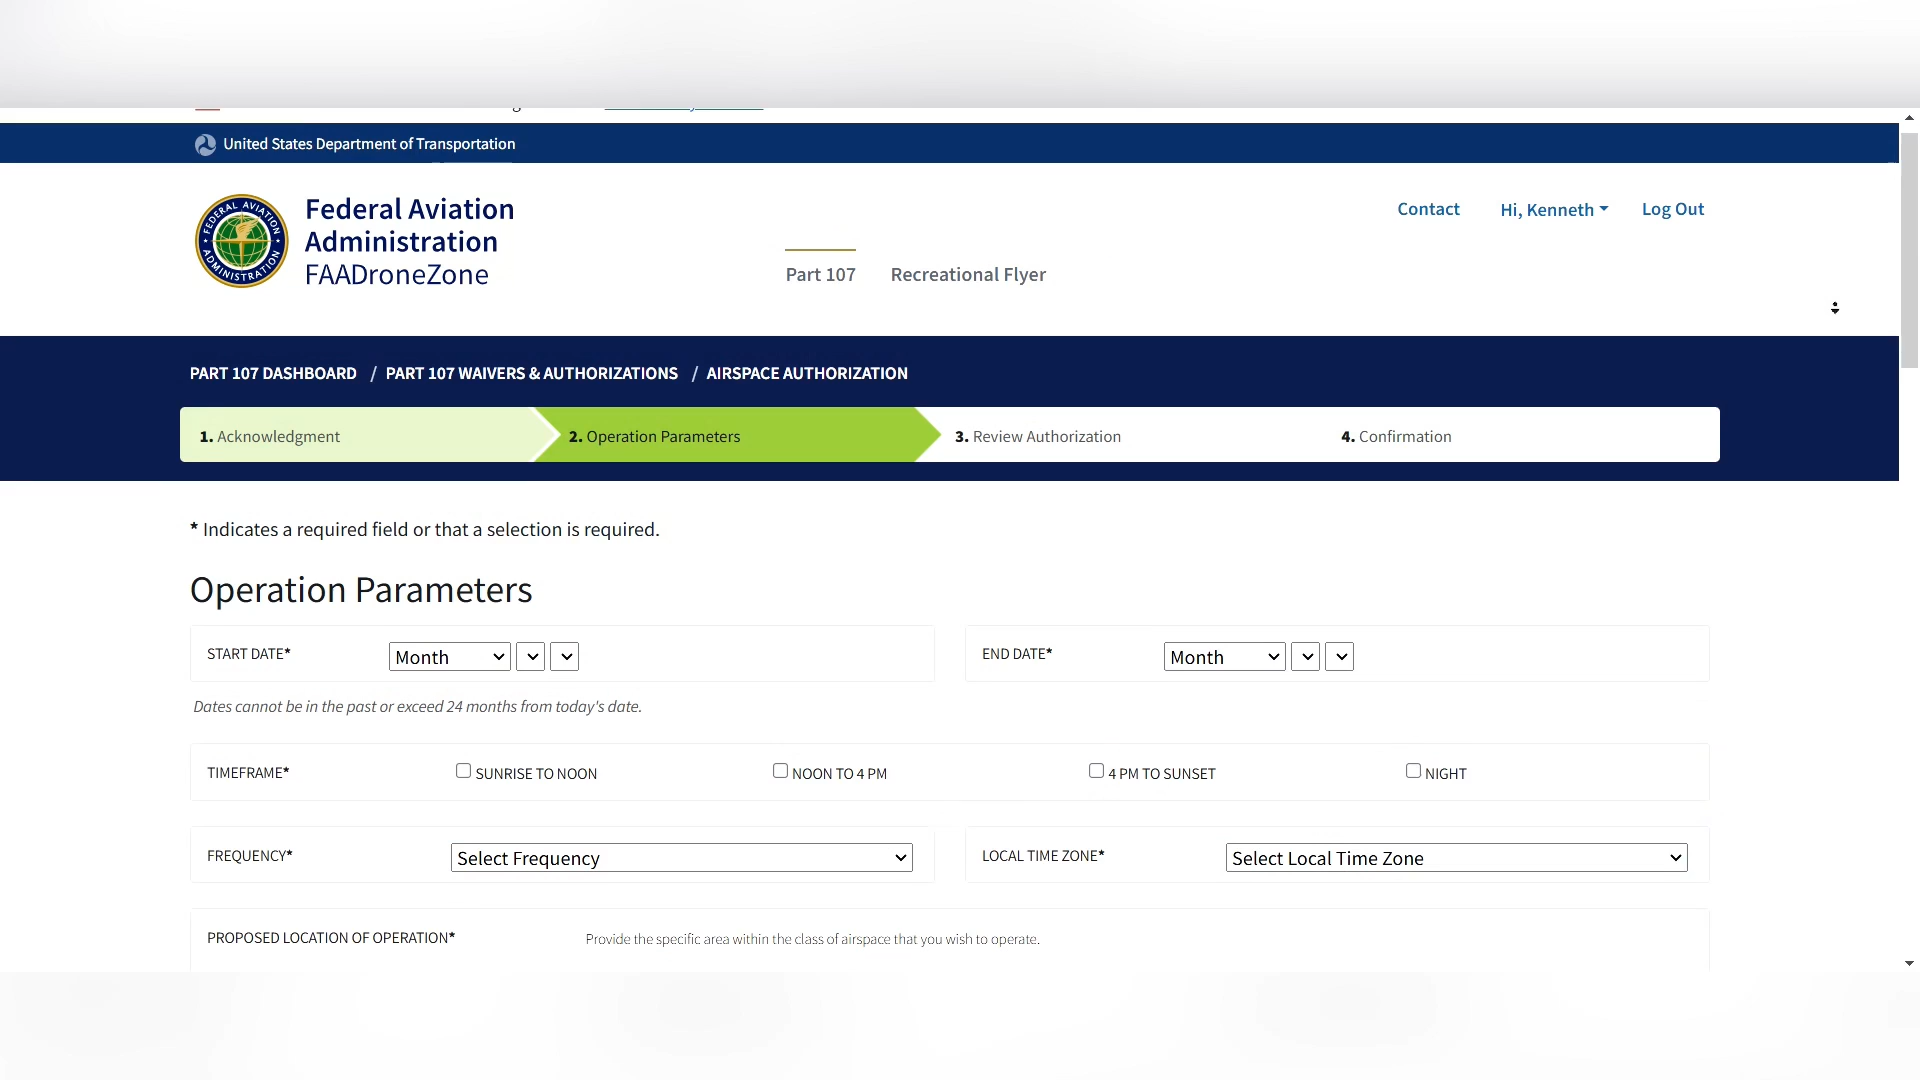 United States Department of Transportation
Federal Aviation
Administration
FAADroneZone
Contact
Hi, Kenneth
Log Out
Part 107
Recreational Flyer
FEDERAL AVIATION ADMINISTRATION
PART 107 DASHBOARD / PART 107 WAIVERS & AUTHORIZATIONS / AIRSPACE AUTHORIZATION
1. Acknowledgment
2. Operation Parameters
3. Review Authorization
4. Confirmation
* Indicates a required field or that a selection is required.
Operation Parameters
START DATE*
Month
END DATE*
Month
Dates cannot be in the past or exceed 24 months from today's date.
TIMEFRAME*
SUNRISE TO NOON
NOON TO 4 PM
4 PM TO SUNSET
NIGHT
FREQUENCY*
Select Frequency
LOCAL TIME ZONE*
Select Local Time Zone
PROPOSED LOCATION OF OPERATION*
Provide the specific area within the class of airspace that you wish to operate.